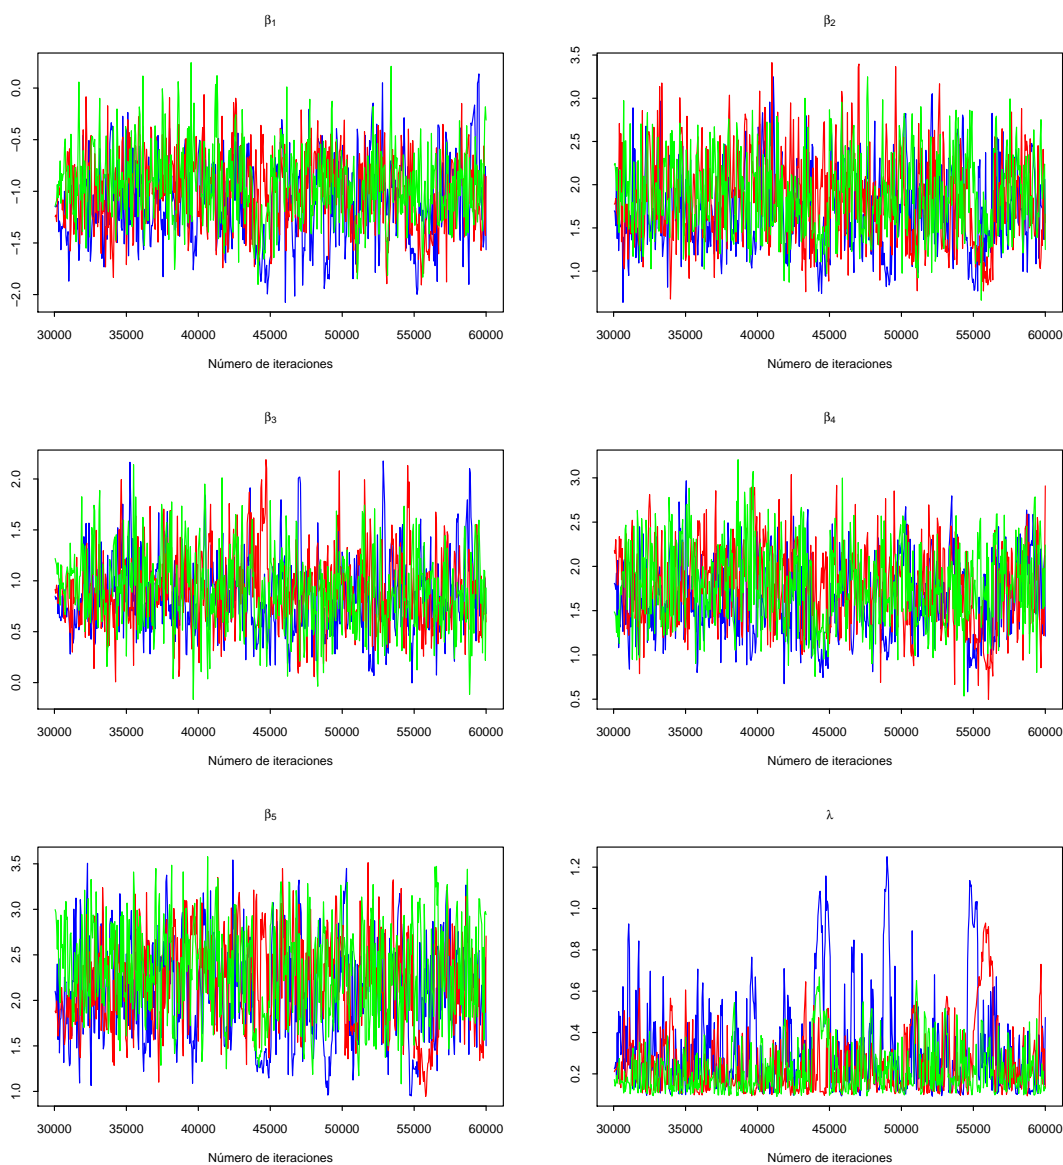 β₁ β₂
0.0 -0.5 -1.0 -1.5 -2.0
3.5 3.0 2.5 2.0 1.5 1.0
30000 35000 40000 45000 50000 55000 60000 30000 35000 40000 45000 50000 55000 60000
Número de iteraciones Número de iteraciones
β₃ β₄
2.0 1.5 1.0 0.5 0.0
3.0 2.5 2.0 1.5 1.0 0.5
30000 35000 40000 45000 50000 55000 60000 30000 35000 40000 45000 50000 55000 60000
Número de iteraciones Número de iteraciones
β₅ λ
3.5 3.0 2.5 2.0 1.5 1.0
1.2 1.0 0.8 0.6 0.4 0.2
30000 35000 40000 45000 50000 55000 60000 30000 35000 40000 45000 50000 55000 60000
Número de iteraciones Número de iteraciones